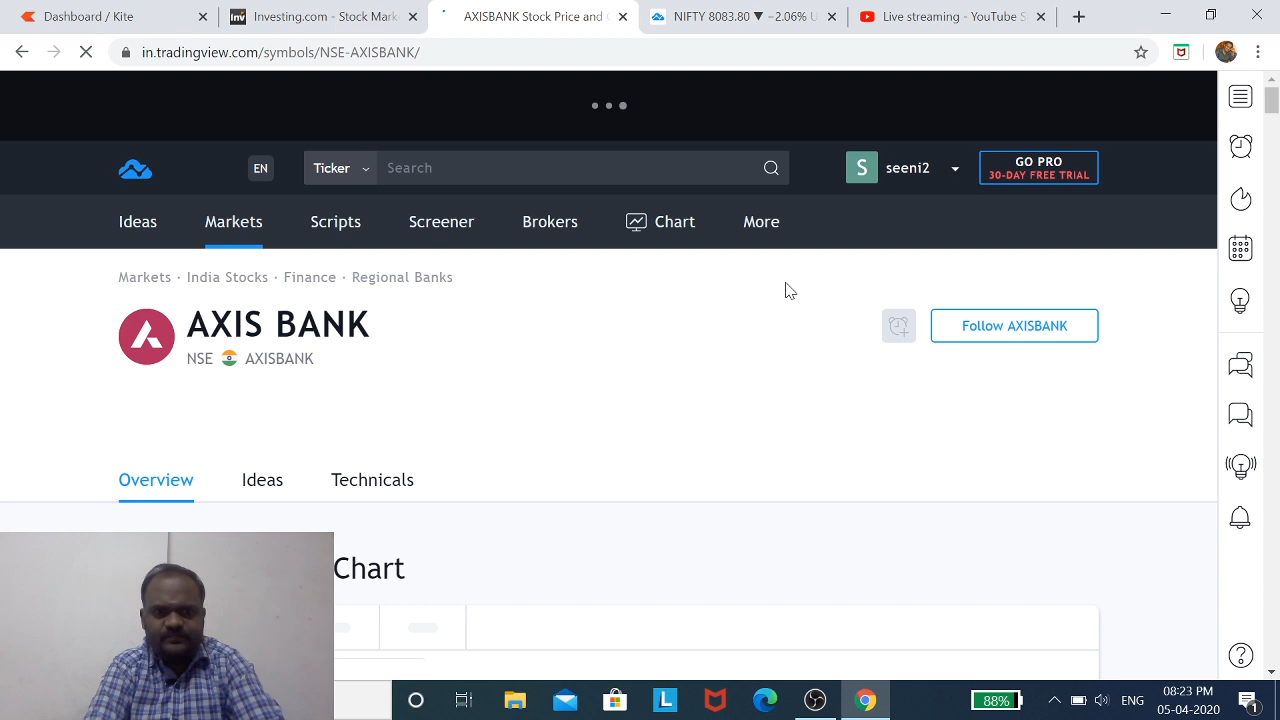 Dashboard / Kite
Investing.com - Stock Mark
AXISBANK Stock Price and C
NIFTY 8083.80 ▼ −2.06% U
Live streaming - YouTube S
in.tradingview.com/symbols/NSE-AXISBANK/
EN
Ticker
Search
S
seeni2
GO PRO
30-DAY FREE TRIAL
Ideas
Markets
Scripts
Screener
Brokers
Chart
More
Markets · India Stocks · Finance · Regional Banks
AXIS BANK
NSE AXISBANK
Follow AXISBANK
Overview
Ideas
Technicals
Chart
88%
ENG
08:23 PM
05-04-2020
1